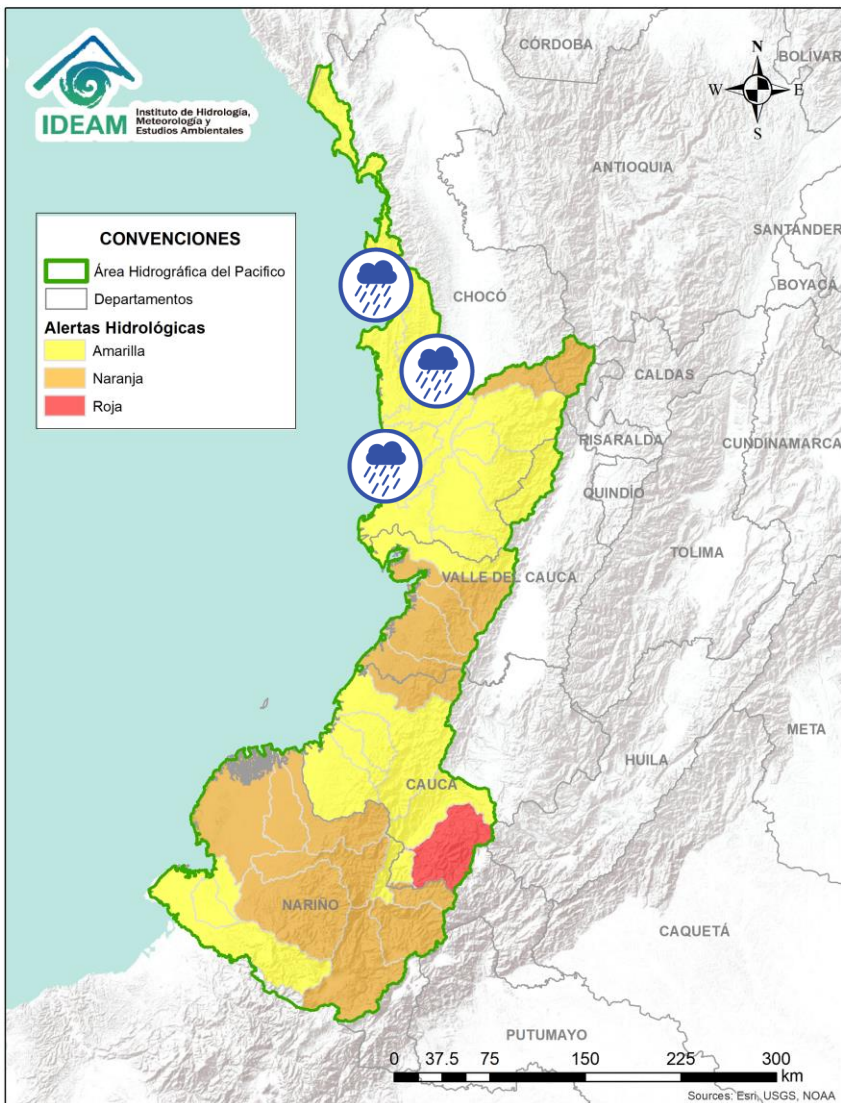 IDEAM
Instituto de Hidrología,
Meteorología y
Estudios Ambientales
CÓRDOBA
BOLÍVAR
N
W
E
S
ANTIOQUIA
SANTANDER
BOYACÁ
CONVENCIONES
Área Hidrográfica del Pacifico
Departamentos
Alertas Hidrológicas
Amarilla
Naranja
Roja
CHOCÓ
CALDAS
RISARALDA
CUNDINAMARCA
QUINDÍO
TOLIMA
VALLE DEL CAUCA
META
HUILA
CAUCA
NARIÑO
CAQUETÁ
PUTUMAYO
0 37.5 75 150 225 300
km
Sources: Esri, USGS, NOAA